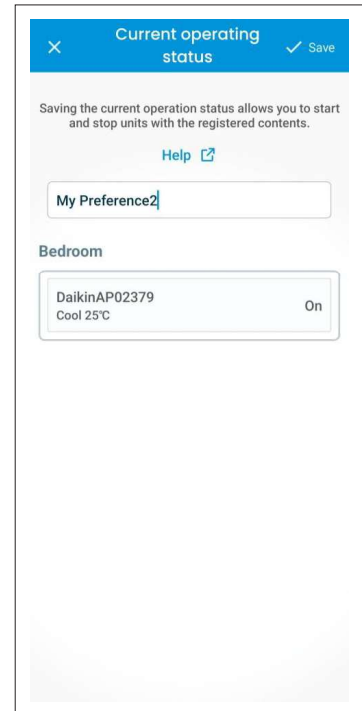 Current operating
status
Save
Saving the current operation status allows you to start
and stop units with the registered contents.
Help
My Preference2
Bedroom
DaikinAP02379
On
Cool 25℃